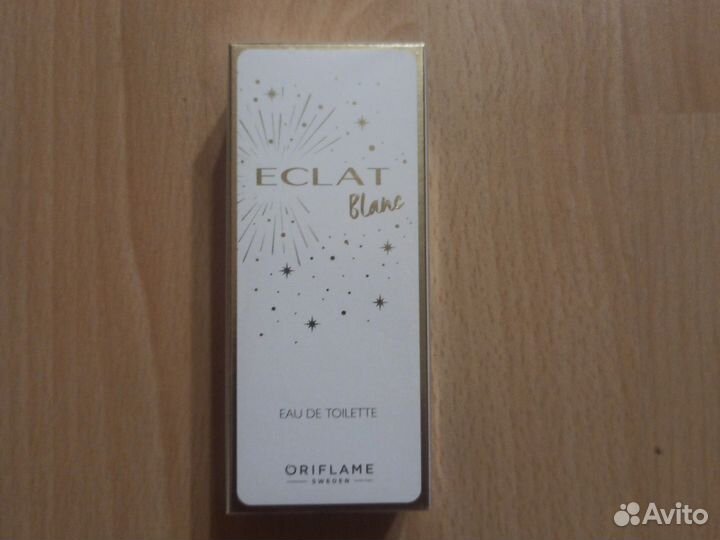 ECLAT
Blanc
EAU DE TOILETTE
ORIFLAME
SWEDEN
Avito